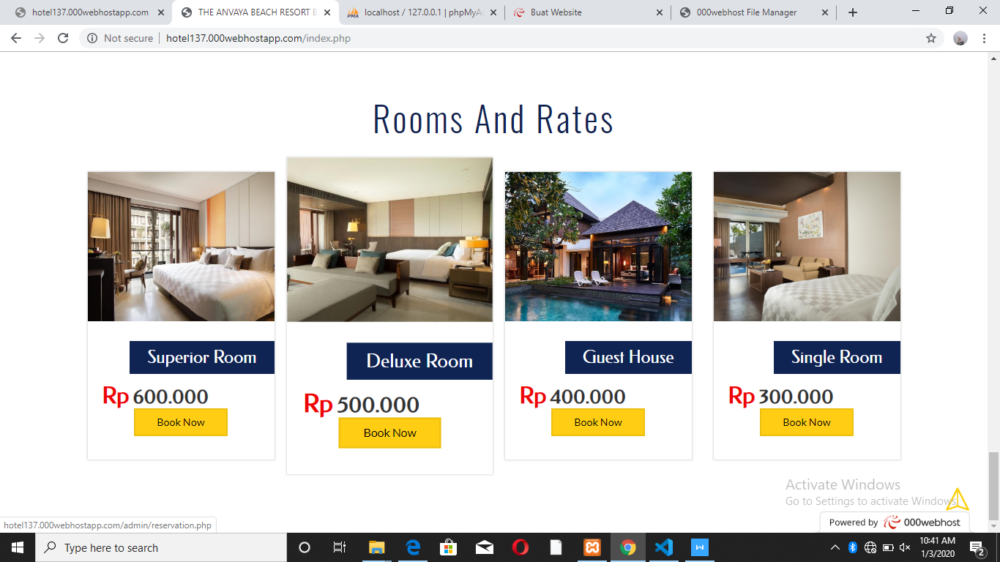 hotel137.000webhostapp.com
THE ANVAYA BEACH RESORT B
localhost / 127.0.0.1 | phpMyA
Buat Website
000webhost File Manager
Not secure
hotel137.000webhostapp.com/index.php
Rooms And Rates
Superior Room
Rp 600.000
Book Now
Deluxe Room
Rp 500.000
Book Now
Guest House
Rp 400.000
Book Now
Single Room
Rp 300.000
Book Now
Activate Windows
Go to Settings to activate Windows.
hotel137.000webhostapp.com/admin/reservation.php
Powered by 000webhost
Type here to search
10:41 AM
1/3/2020
2